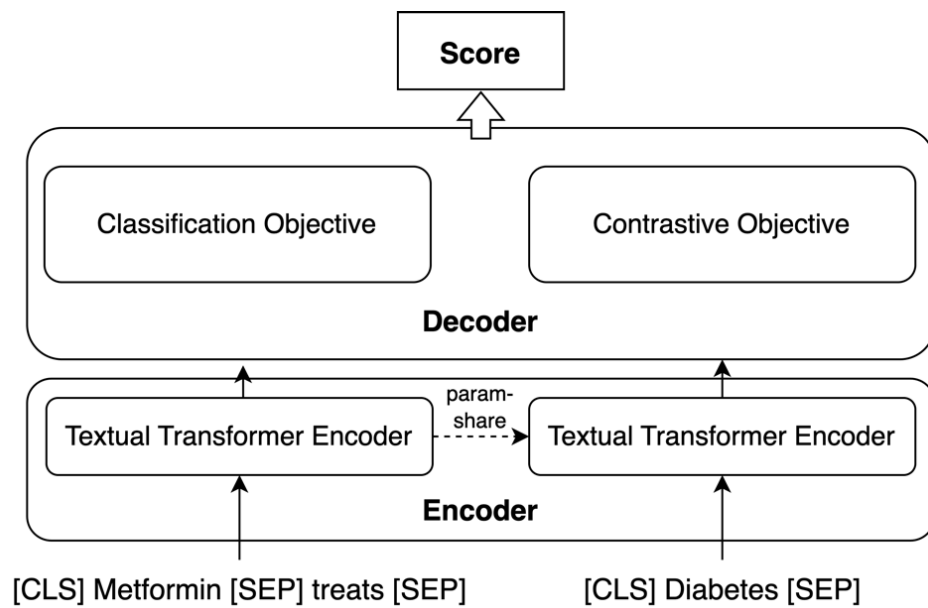 Score
Classification Objective
Contrastive Objective
Decoder
param-
share
Textual Transformer Encoder
Textual Transformer Encoder
Encoder
[CLS] Metformin [SEP] treats [SEP]
[CLS] Diabetes [SEP]